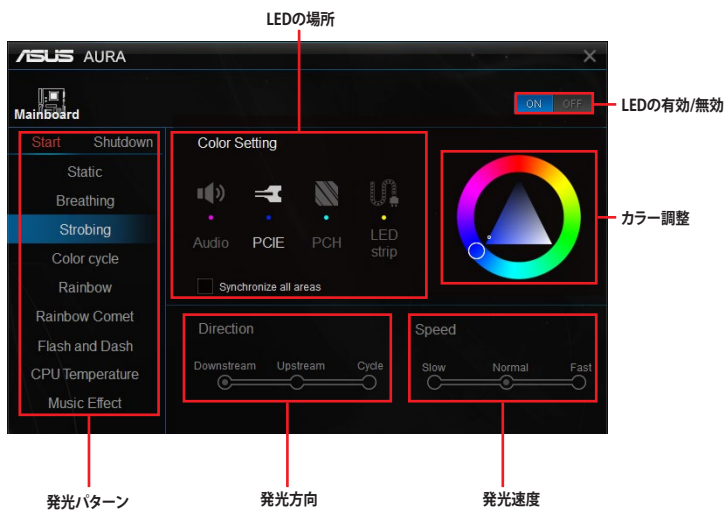 LEDの場所
ASUS AURA
Mainboard
ON OFF
LEDの有効/無効
Start Shutdown
Static
Breathing
Strobing
Color cycle
Rainbow
Rainbow Comet
Flash and Dash
CPU Temperature
Music Effect
Color Setting
Audio PCIE PCH LED strip
Synchronize all areas
カラー調整
Direction
Downstream Upstream Cycle
Speed
Slow Normal Fast
発光パターン
発光方向
発光速度